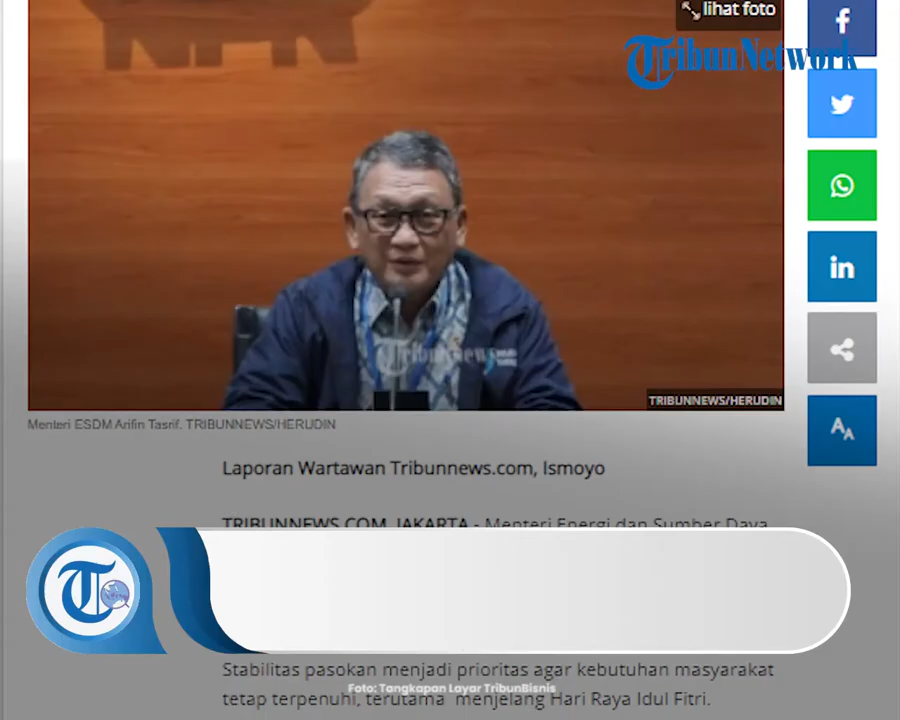 lihat foto
TribunNetwork
Tribunnews
TRIBUNNEWS/HERUDIN
Menteri ESDM Arifin Tasrif. TRIBUNNEWS/HERUDIN
Laporan Wartawan Tribunnews.com, Ismoyo
TRIBUNNEWS.COM, JAKARTA - Menteri Energi dan Sumber Daya
Stabilitas pasokan menjadi prioritas agar kebutuhan masyarakat
Foto: Tangkapan Layar TribunBisnis
tetap terpenuhi, terutama menjelang Hari Raya Idul Fitri.